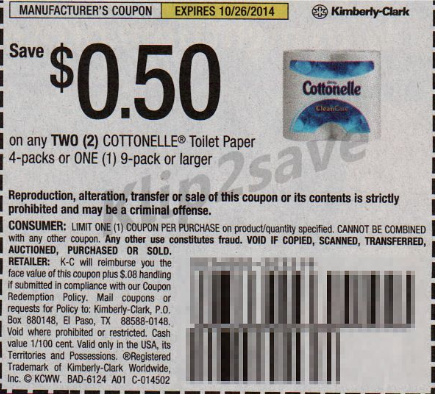 MANUFACTURER'S COUPON EXPIRES 10/26/2014 Kimberly-Clark
Save $0.50
Cottonelle
CleanCare
on any TWO (2) COTTONELLE® Toilet Paper
4-packs or ONE (1) 9-pack or larger
klip2save
Reproduction, alteration, transfer or sale of this coupon or its contents is strictly
prohibited and may be a criminal offense.
CONSUMER: LIMIT ONE (1) COUPON PER PURCHASE on product/quantity specified. CANNOT BE COMBINED
with any other coupon. Any other use constitutes fraud. VOID IF COPIED, SCANNED, TRANSFERRED,
AUCTIONED, PURCHASED OR SOLD.
RETAILER: K-C will reimburse you the
face value of this coupon plus $.08 handling
if submitted in compliance with our Coupon
Redemption Policy. Mail coupons or
requests for Policy to: Kimberly-Clark, P.O.
Box 880148, El Paso, TX 88588-0148.
Void where prohibited or restricted. Cash
value 1/100 cent. Valid only in the USA, its
Territories and Possessions. ®Registered
Trademark of Kimberly-Clark Worldwide,
Inc. © KCWW. BAD-6124 A01 C-014502